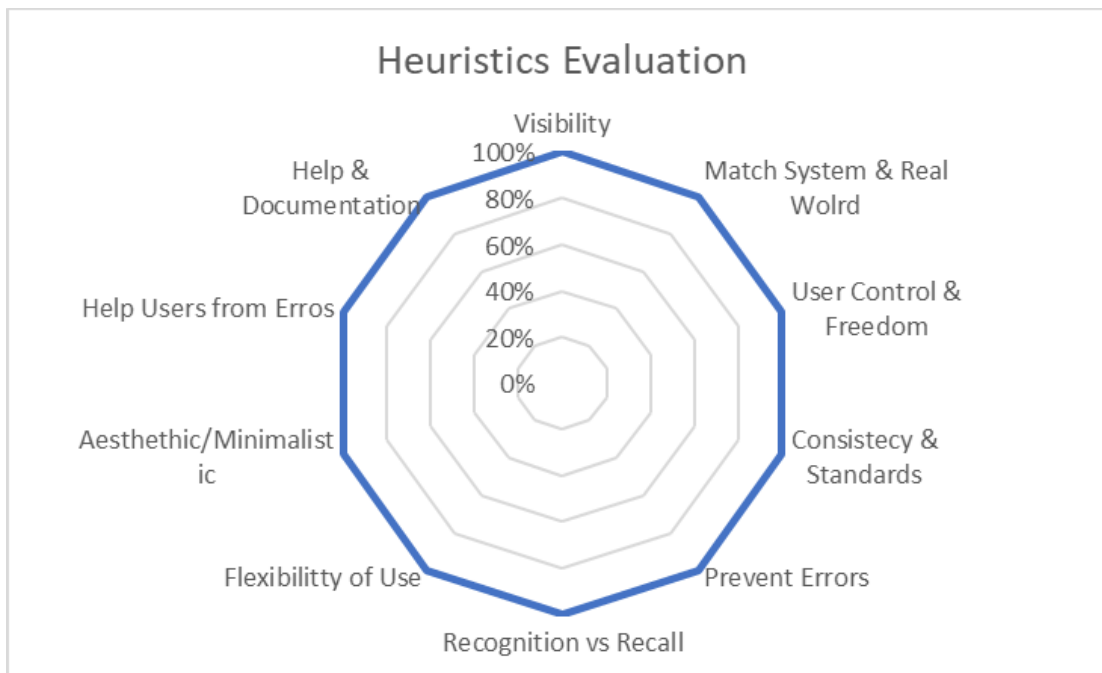 Heuristics Evaluation
Visibility
100%
80%
60%
40%
20%
0%
Match System & Real
Wolrd
User Control &
Freedom
Consistecy &
Standards
Prevent Errors
Recognition vs Recall
Flexibilitty of Use
Aesthethic/Minimalist
ic
Help Users from Erros
Help &
Documentation